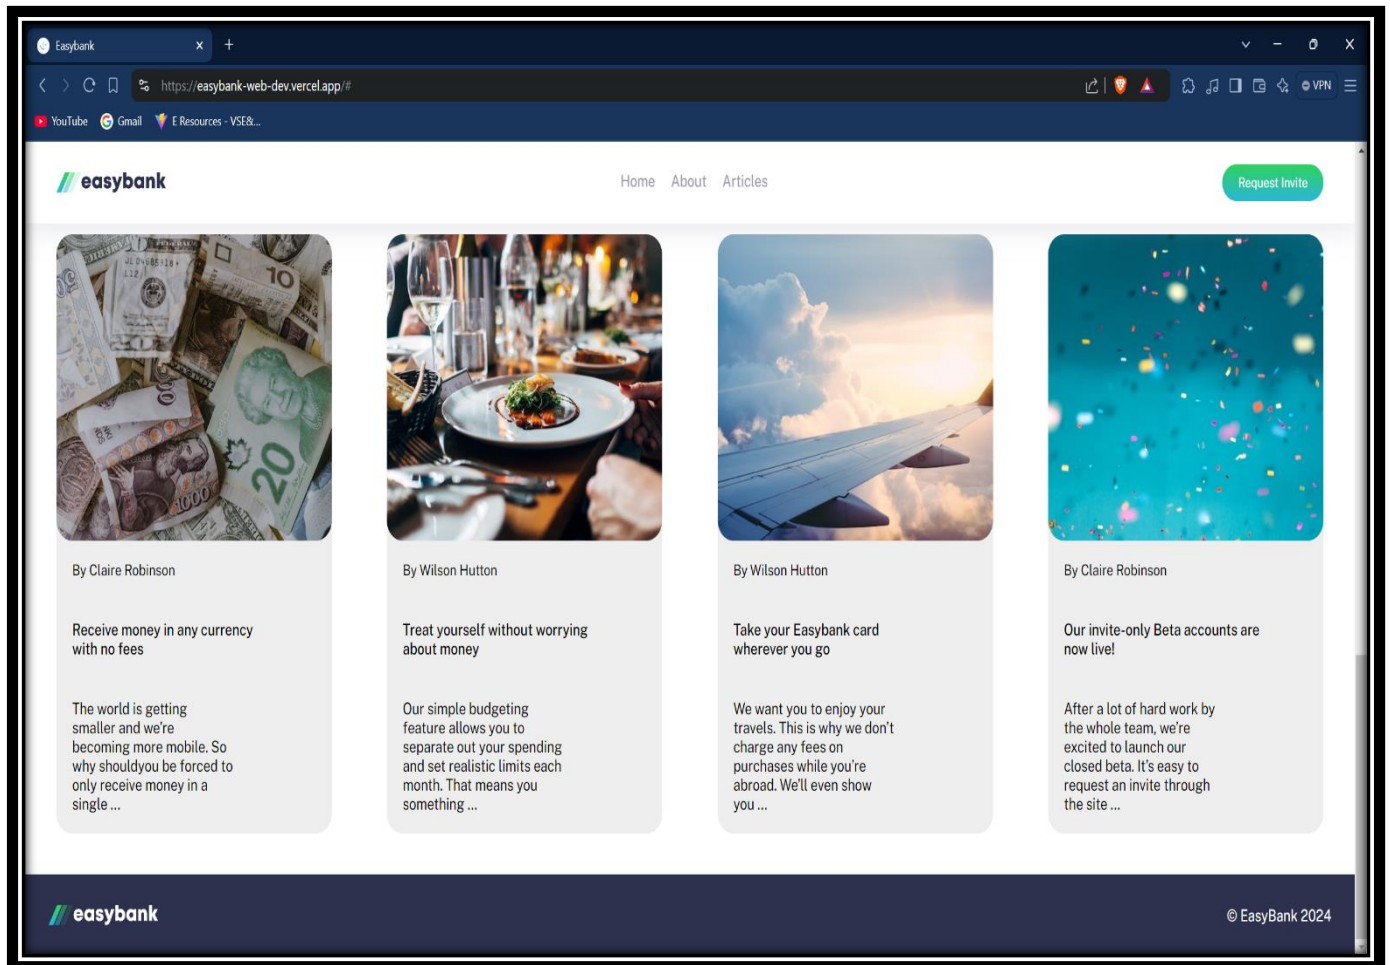 Easybank
https://easybank-web-dev.vercel.app/#
VPN
YouTube
Gmail
E Resources - VSE&...
easybank
Home
About
Articles
Request Invite
10
20
1000
By Claire Robinson
Receive money in any currency
with no fees
The world is getting
smaller and we're
becoming more mobile. So
why shouldyou be forced to
only receive money in a
single ...
By Wilson Hutton
Treat yourself without worrying
about money
Our simple budgeting
feature allows you to
separate out your spending
and set realistic limits each
month. That means you
something ...
By Wilson Hutton
Take your Easybank card
wherever you go
We want you to enjoy your
travels. This is why we don't
charge any fees on
purchases while you're
abroad. We'll even show
you ...
By Claire Robinson
Our invite-only Beta accounts are
now live!
After a lot of hard work by
the whole team, we're
excited to launch our
closed beta. It's easy to
request an invite through
the site ...
easybank
© EasyBank 2024